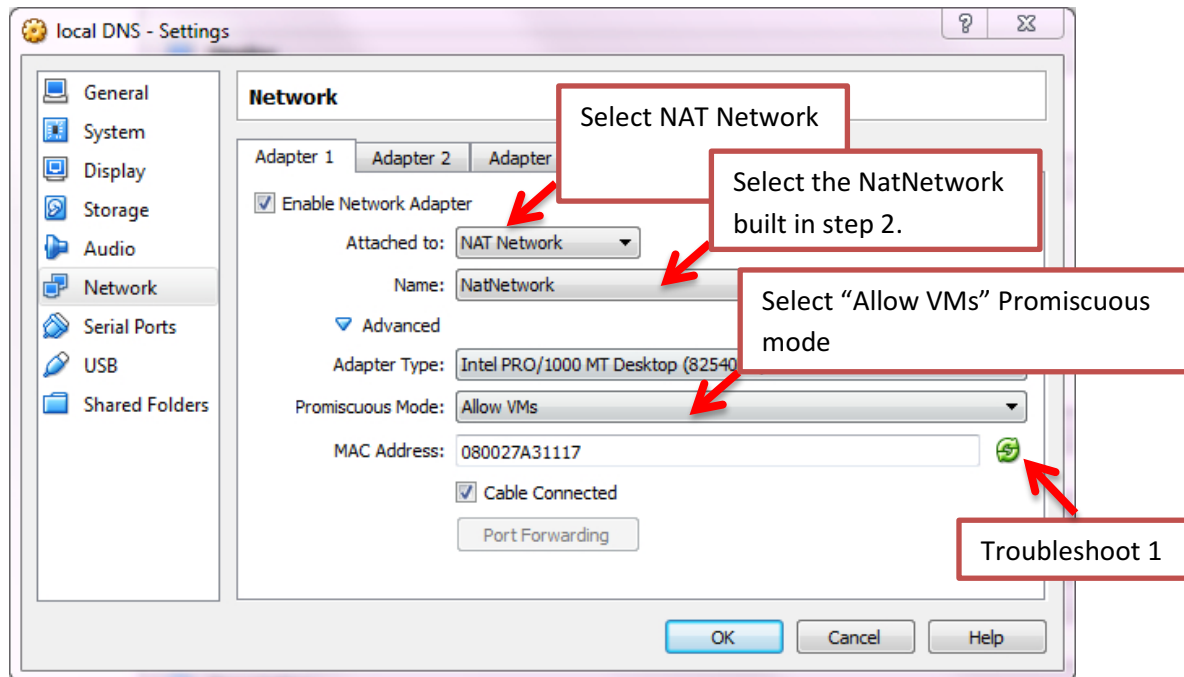 local DNS - Settings
General
System
Display
Storage
Audio
Network
Serial Ports
USB
Shared Folders
Network
Select NAT Network
Adapter 1
Adapter 2
Adapter
Select the NatNetwork
built in step 2.
Enable Network Adapter
Attached to: NAT Network
Name: NatNetwork
Select “Allow VMs” Promiscuous
mode
Advanced
Adapter Type: Intel PRO/1000 MT Desktop (82540
Promiscuous Mode: Allow VMs
MAC Address: 080027A31117
Cable Connected
Port Forwarding
Troubleshoot 1
OK
Cancel
Help